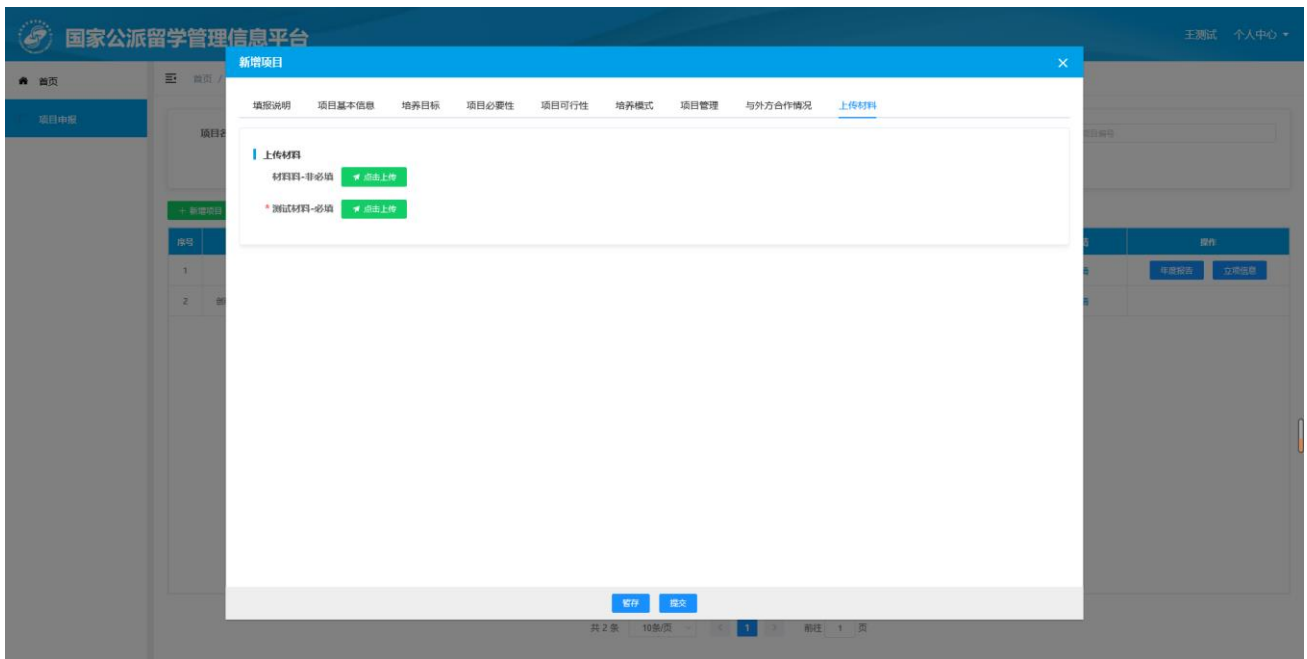 国家公派留学管理信息平台
王测试 个人中心
首页
首页 /
项目申报
新增项目
填报说明 项目基本信息 培养目标 项目必要性 项目可行性 培养模式 项目管理 与外方合作情况 上传材料
上传材料
材料料-非必填 点击上传
* 测试材料-必填 点击上传
项目编号
+ 新增项目
序号 操作
1 年度报告 立项信息
2
暂存 提交
共 2 条 10条/页 < 1 > 前往 1 页